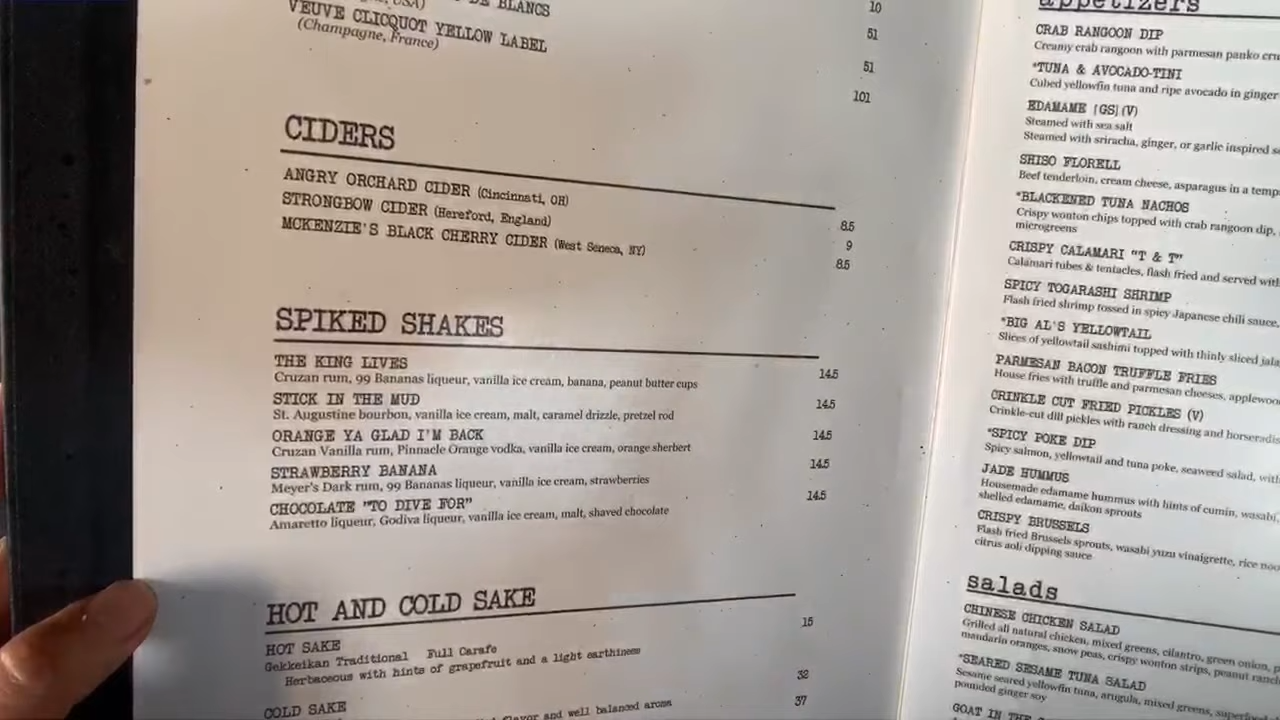 DE BLANCS
10
51
VEUVE CLICQUOT YELLOW LABEL
(Champagne, France)
51
101
CIDERS
ANGRY ORCHARD CIDER (Cincinnati, OH) 8.5
STRONGBOW CIDER (Hereford, England) 9
MCKENZIE'S BLACK CHERRY CIDER (West Seneca, NY) 8.5
SPIKED SHAKES
THE KING LIVES 14.5
Cruzan rum, 99 Bananas liqueur, vanilla ice cream, banana, peanut butter cups
STICK IN THE MUD 14.5
St. Augustine bourbon, vanilla ice cream, malt, caramel drizzle, pretzel rod
ORANGE YA GLAD I'M BACK 14.5
Cruzan Vanilla rum, Pinnacle Orange vodka, vanilla ice cream, orange sherbert
STRAWBERRY BANANA 14.5
Meyer's Dark rum, 99 Bananas liqueur, vanilla ice cream, strawberries
CHOCOLATE "TO DIVE FOR" 14.5
Amaretto liqueur, Godiva liqueur, vanilla ice cream, malt, shaved chocolate
HOT AND COLD SAKE
HOT SAKE 15
Gekkeikan Traditional Full Carafe
Herbaceous with hints of grapefruit and a light earthiness
32
COLD SAKE 37
flavor and well balanced aroma
appetizers
CRAB RANGOON DIP
Creamy crab rangoon with parmesan panko
*TUNA & AVOCADO-TINI
Cubed yellowfin tuna and ripe avocado in ginger
EDAMAME [GS] (V)
Steamed with sea salt
Steamed with sriracha, ginger, or garlic inspired
SHISO FLORELL
Beef tenderloin, cream cheese, asparagus in a
*BLACKENED TUNA NACHOS
Crispy wonton chips topped with crab rangoon dip,
microgreens
CRISPY CALAMARI "T & T"
Calamari tubes & tentacles, flash fried and served with
SPICY TOGARASHI SHRIMP
Flash fried shrimp tossed in spicy Japanese chili sauce,
*BIG AL'S YELLOWTAIL
Slices of yellowtail sashimi topped with thinly sliced
PARMESAN BACON TRUFFLE FRIES
House fries with truffle and parmesan cheeses,
CRINKLE CUT FRIED PICKLES (V)
Crinkle-cut dill pickles with ranch dressing and
*SPICY POKE DIP
Spicy salmon, yellowtail and tuna poke, seaweed salad,
JADE HUMMUS
Housemade edamame hummus with hints of cumin, wasabi,
shelled edamame, daikon sprouts
CRISPY BRUSSELS
Flash fried Brussels sprouts, wasabi yuzu vinaigrette, rice
citrus aoli dipping sauce
salads
CHINESE CHICKEN SALAD
Grilled all natural chicken, mixed greens, cilantro, green onion,
mandarin oranges, snow peas, crispy wonton strips, peanut
*SEARED SESAME TUNA SALAD
Sesame seared yellowfin tuna, arugula, mixed greens,
pounded ginger soy
GOAT IN THE